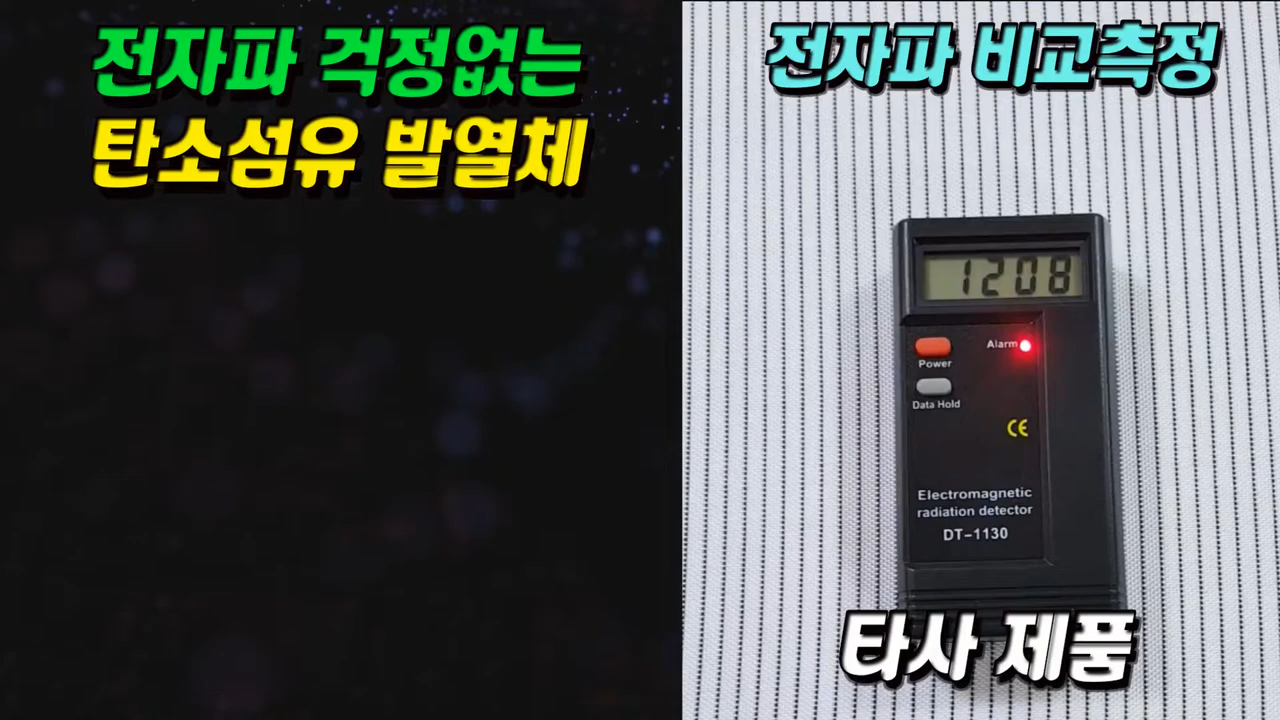 전자파 걱정없는
탄소섬유 발열체
전자파 비교측정
1208
Alarm
Power
Data Hold
CE
Electromagnetic
radiation detector
DT-1130
타사 제품